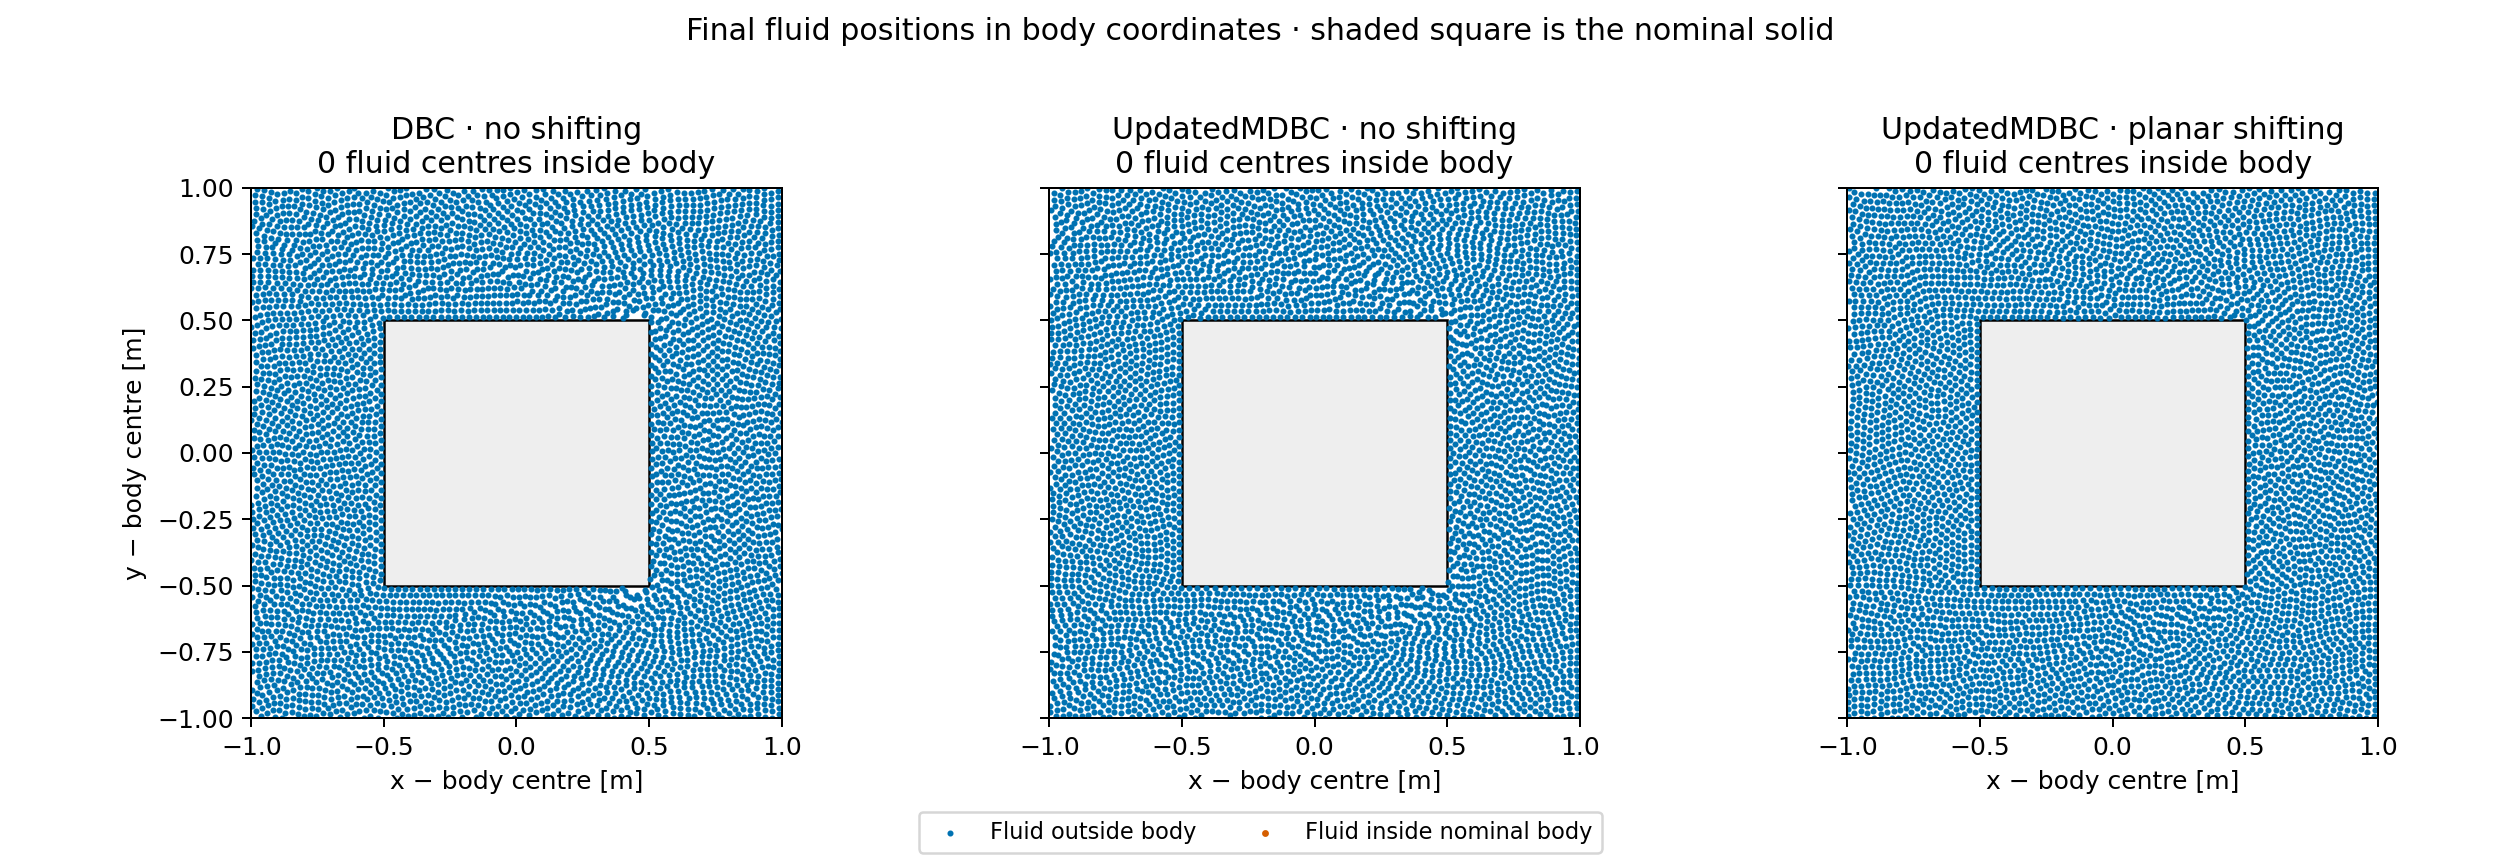 Final fluid positions in body coordinates · shaded square is the nominal solid
DBC · no shifting
0 fluid centres inside body
UpdatedMDBC · no shifting
0 fluid centres inside body
UpdatedMDBC · planar shifting
0 fluid centres inside body
y − body centre [m]
1.00
0.75
0.50
0.25
0.00
−0.25
−0.50
−0.75
−1.00
−1.0 −0.5 0.0 0.5 1.0
−1.0 −0.5 0.0 0.5 1.0
−1.0 −0.5 0.0 0.5 1.0
x − body centre [m]
x − body centre [m]
x − body centre [m]
Fluid outside body
Fluid inside nominal body